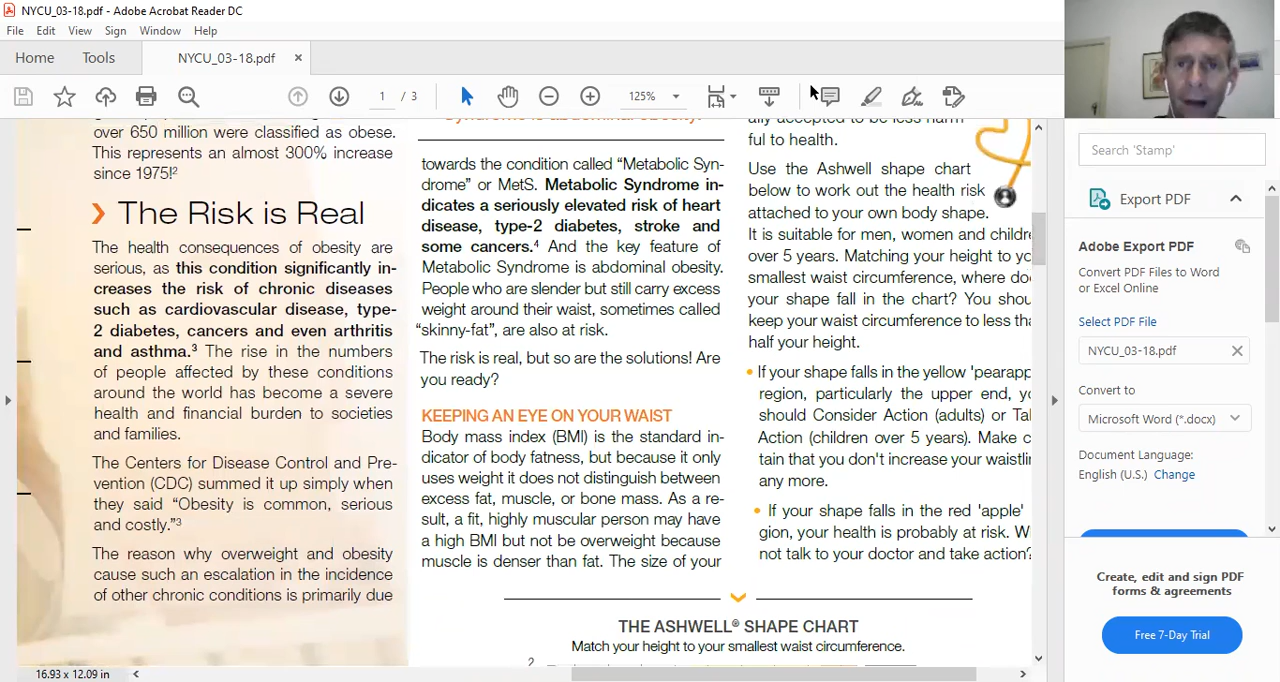 NYCU_03-18.pdf - Adobe Acrobat Reader DC
File Edit View Sign Window Help
Home Tools NYCU_03-18.pdf ×
1 / 3 125%
over 650 million were classified as obese.
This represents an almost 300% increase
since 1975!²
The Risk is Real
The health consequences of obesity are
serious, as this condition significantly in-
creases the risk of chronic diseases
such as cardiovascular disease, type-
2 diabetes, cancers and even arthritis
and asthma.³ The rise in the numbers
of people affected by these conditions
around the world has become a severe
health and financial burden to societies
and families.
The Centers for Disease Control and Pre-
vention (CDC) summed it up simply when
they said “Obesity is common, serious
and costly.”³
The reason why overweight and obesity
cause such an escalation in the incidence
of other chronic conditions is primarily due
Syndrome is abdominal obesity.
towards the condition called “Metabolic Syn-
drome” or MetS. Metabolic Syndrome in-
dicates a seriously elevated risk of heart
disease, type-2 diabetes, stroke and
some cancers.⁴ And the key feature of
Metabolic Syndrome is abdominal obesity.
People who are slender but still carry excess
weight around their waist, sometimes called
“skinny-fat”, are also at risk.
The risk is real, but so are the solutions! Are
you ready?
KEEPING AN EYE ON YOUR WAIST
Body mass index (BMI) is the standard in-
dicator of body fatness, but because it only
uses weight it does not distinguish between
excess fat, muscle, or bone mass. As a re-
sult, a fit, highly muscular person may have
a high BMI but not be overweight because
muscle is denser than fat. The size of your
ally accepted to be less harm
ful to health.
Use the Ashwell shape chart
below to work out the health risk
attached to your own body shape.
It is suitable for men, women and childre
over 5 years. Matching your height to yo
smallest waist circumference, where doe
your shape fall in the chart? You shou
keep your waist circumference to less tha
half your height.
• If your shape falls in the yellow 'pearapp
region, particularly the upper end, yo
should Consider Action (adults) or Tal
Action (children over 5 years). Make c
tain that you don't increase your waistlin
any more.
• If your shape falls in the red 'apple'
gion, your health is probably at risk. W
not talk to your doctor and take action?
THE ASHWELL® SHAPE CHART
Match your height to your smallest waist circumference.
2
16.93 x 12.09 in
Search 'Stamp'
Export PDF
Adobe Export PDF
Convert PDF Files to Word
or Excel Online
Select PDF File
NYCU_03-18.pdf
Convert to
Microsoft Word (*.docx)
Document Language:
English (U.S.) Change
Create, edit and sign PDF
forms & agreements
Free 7-Day Trial